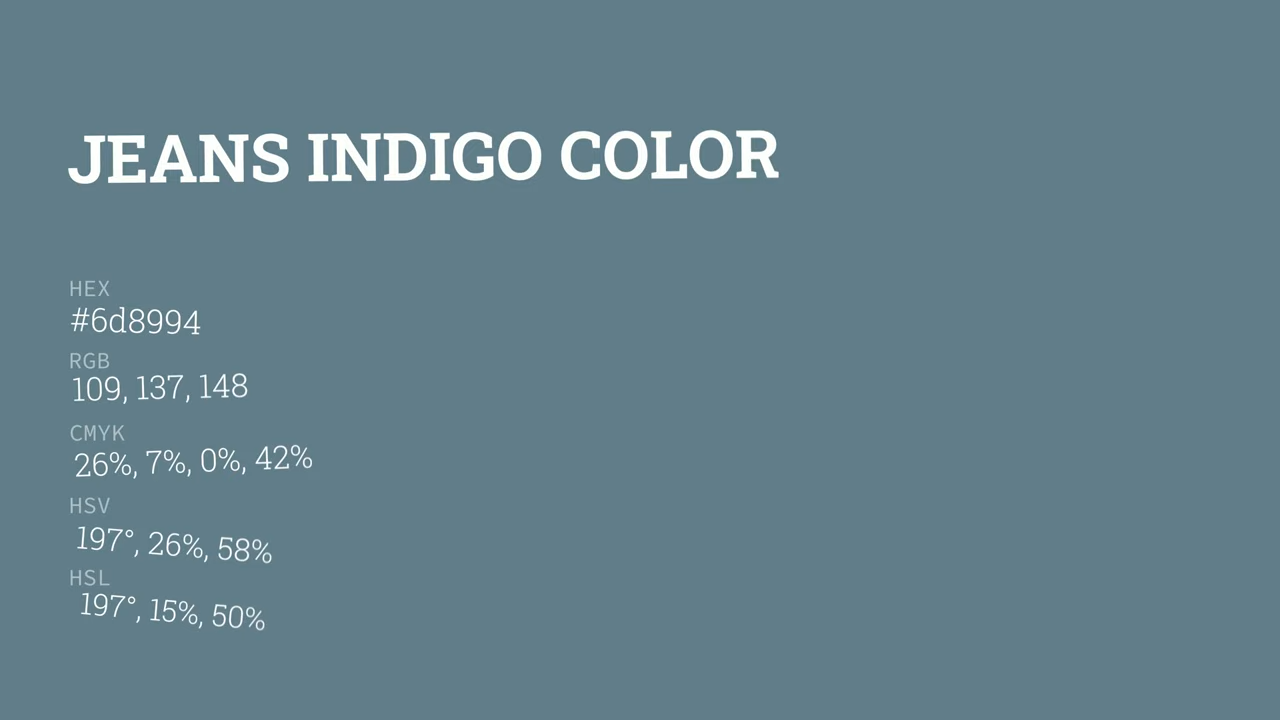 JEANS INDIGO COLOR
HEX
#6d8994
RGB
109, 137, 148
CMYK
26%, 7%, 0%, 42%
HSV
197°, 26%, 58%
HSL
197°, 15%, 50%